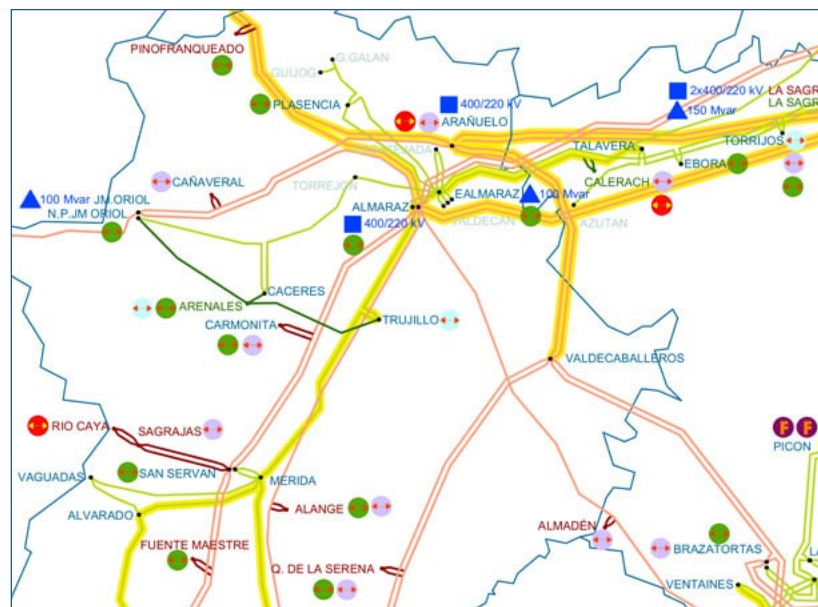 PINOFRANQUEADO
G.GALAN
GUIJO
PLASENCIA
400/220 kV
ARAÑUELO
2x400/220 kV
LA SAGR
LA SAGR
150 Mvar
TALAVERA
TORRIJOS
EBORA
CAÑAVERAL
TORREJON
EALMARAZ
100 Mvar
CALERACH
100 Mvar JM.ORIOL
N.P.JM ORIOL
ALMARAZ
VALDECAN
AZUTAN
400/220 kV
CACERES
ARENALES
CARMONITA
TRUJILLO
VALDECABALLEROS
RIO CAYA
SAGRAJAS
F F
PICON
VAGUADAS
SAN SERVAN
MERIDA
ALVARADO
ALANGE
ALMADÉN
FUENTE MAESTRE
Q. DE LA SERENA
BRAZATORTAS
LA
VENTAINES